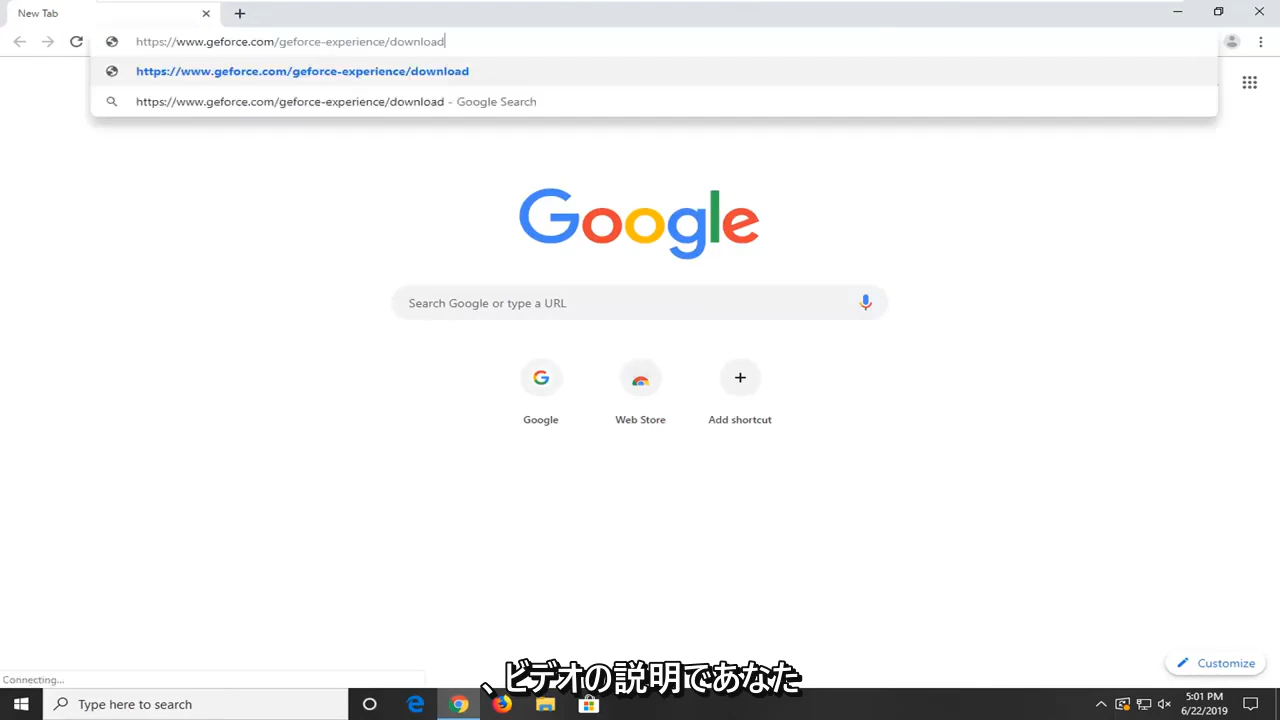 New Tab
https://www.geforce.com/geforce-experience/download
https://www.geforce.com/geforce-experience/download
https://www.geforce.com/geforce-experience/download - Google Search
Google
Search Google or type a URL
Google Web Store Add shortcut
Customize
Connecting...
、ビデオの説明であなた
Type here to search
5:01 PM
6/22/2019